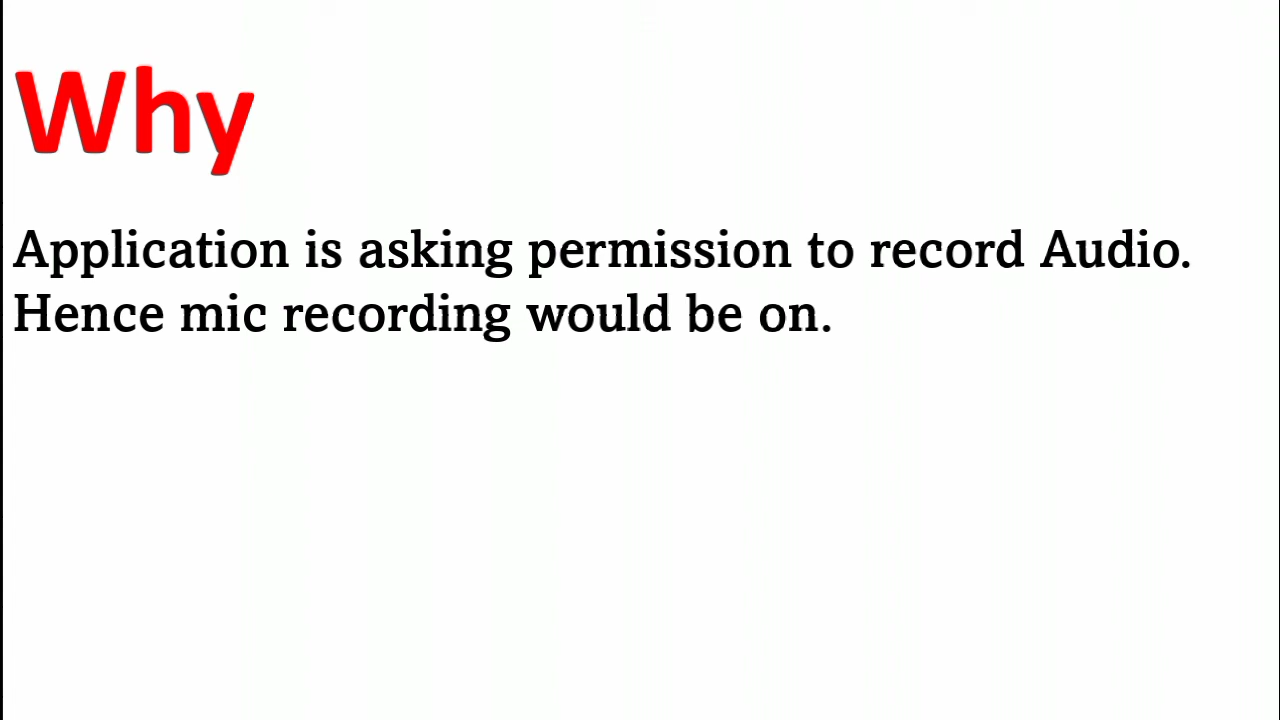 Why
Application is asking permission to record Audio.
Hence mic recording would be on.